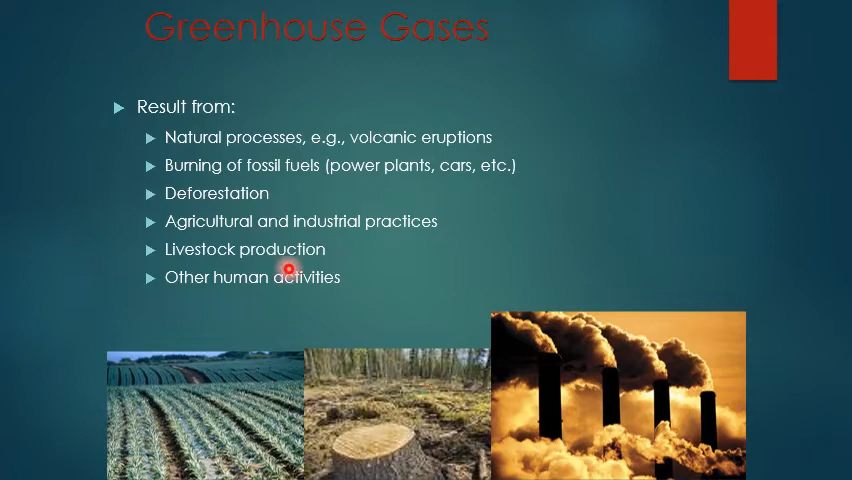 Greenhouse Gases
Result from:
Natural processes, e.g., volcanic eruptions
Burning of fossil fuels (power plants, cars, etc.)
Deforestation
Agricultural and industrial practices
Livestock production
Other human activities